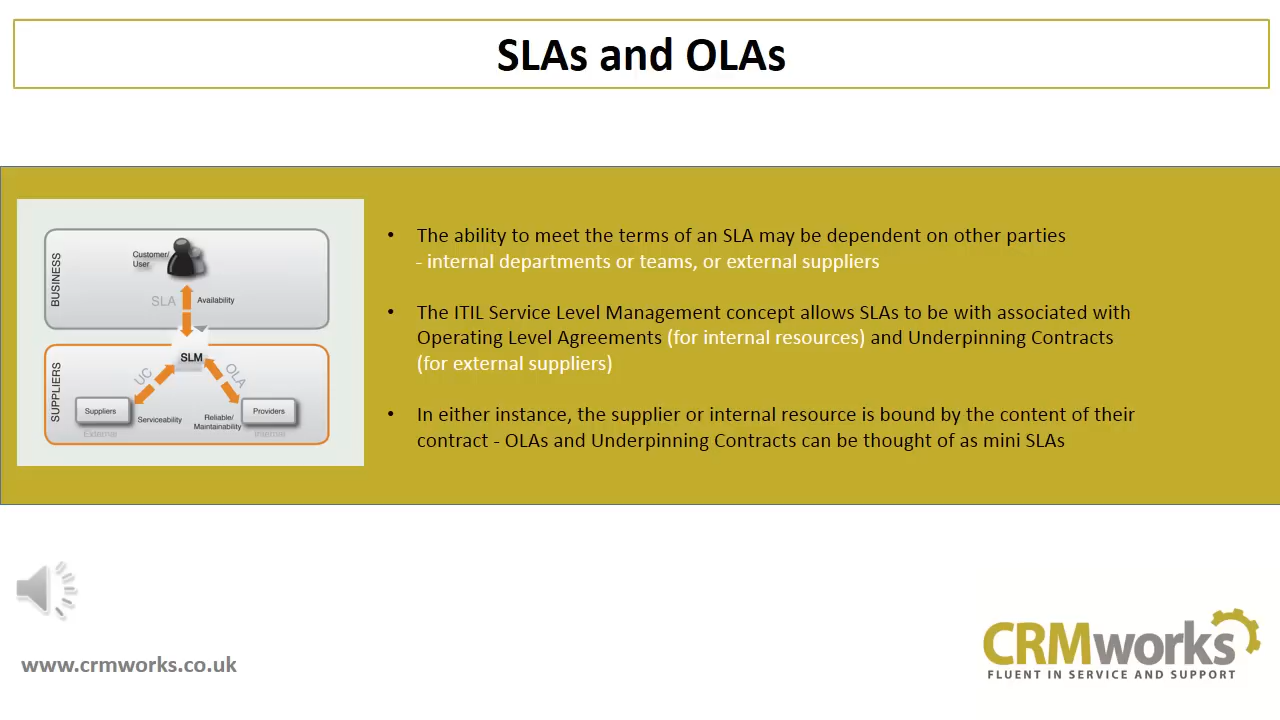 SLAs and OLAs
BUSINESS
Customer/
User
SLA
Availability
SLM
SUPPLIERS
UC
OLA
Suppliers
Serviceability
Reliable/
Maintainability
Providers
External
Internal
• The ability to meet the terms of an SLA may be dependent on other parties
- internal departments or teams, or external suppliers
• The ITIL Service Level Management concept allows SLAs to be with associated with
Operating Level Agreements (for internal resources) and Underpinning Contracts
(for external suppliers)
• In either instance, the supplier or internal resource is bound by the content of their
contract - OLAs and Underpinning Contracts can be thought of as mini SLAs
www.crmworks.co.uk
CRMworks
FLUENT IN SERVICE AND SUPPORT